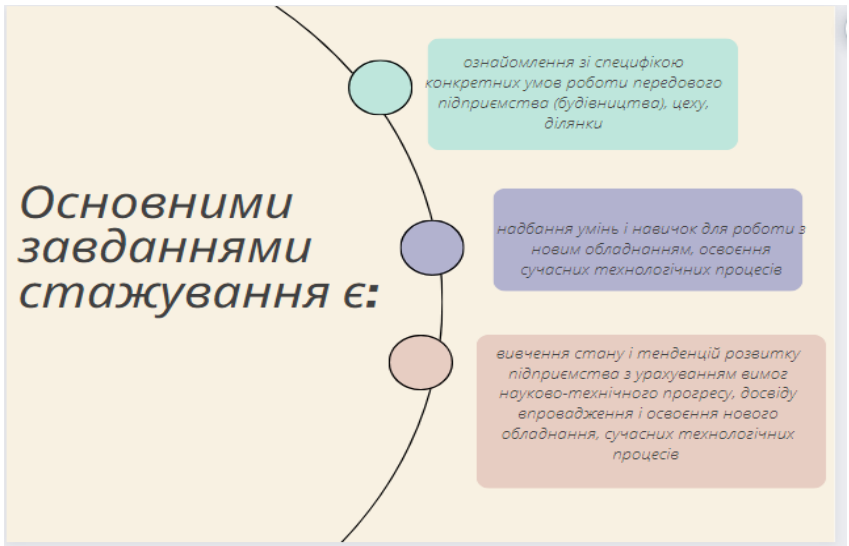 Основними
завданнями
стажування є:
ознайомлення зі специфікою
конкретних умов роботи передового
підприємства (будівництва), цеху,
ділянки
надбання умінь і навичок для роботи з
новим обладнанням, освоєння
сучасних технологічних процесів
вивчення стану і тенденцій розвитку
підприємства з урахуванням вимог
науково-технічного прогресу, досвіду
впровадження і освоєння нового
обладнання, сучасних технологічних
процесів